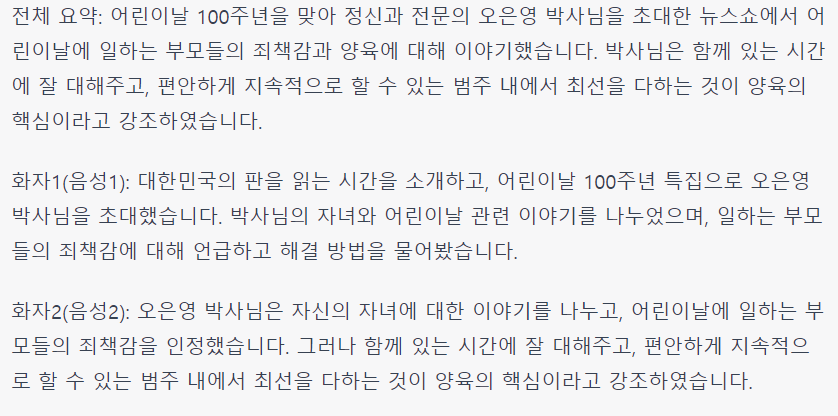 전체 요약: 어린이날 100주년을 맞아 정신과 전문의 오은영 박사님을 초대한 뉴스쇼에서 어
린이날에 일하는 부모들의 죄책감과 양육에 대해 이야기했습니다. 박사님은 함께 있는 시간
에 잘 대해주고, 편안하게 지속적으로 할 수 있는 범주 내에서 최선을 다하는 것이 양육의
핵심이라고 강조하였습니다.
화자1(음성1): 대한민국의 판을 읽는 시간을 소개하고, 어린이날 100주년 특집으로 오은영
박사님을 초대했습니다. 박사님의 자녀와 어린이날 관련 이야기를 나누었으며, 일하는 부모
들의 죄책감에 대해 언급하고 해결 방법을 물어봤습니다.
화자2(음성2): 오은영 박사님은 자신의 자녀에 대한 이야기를 나누고, 어린이날에 일하는 부
모들의 죄책감을 인정했습니다. 그러나 함께 있는 시간에 잘 대해주고, 편안하게 지속적으
로 할 수 있는 범주 내에서 최선을 다하는 것이 양육의 핵심이라고 강조하였습니다.